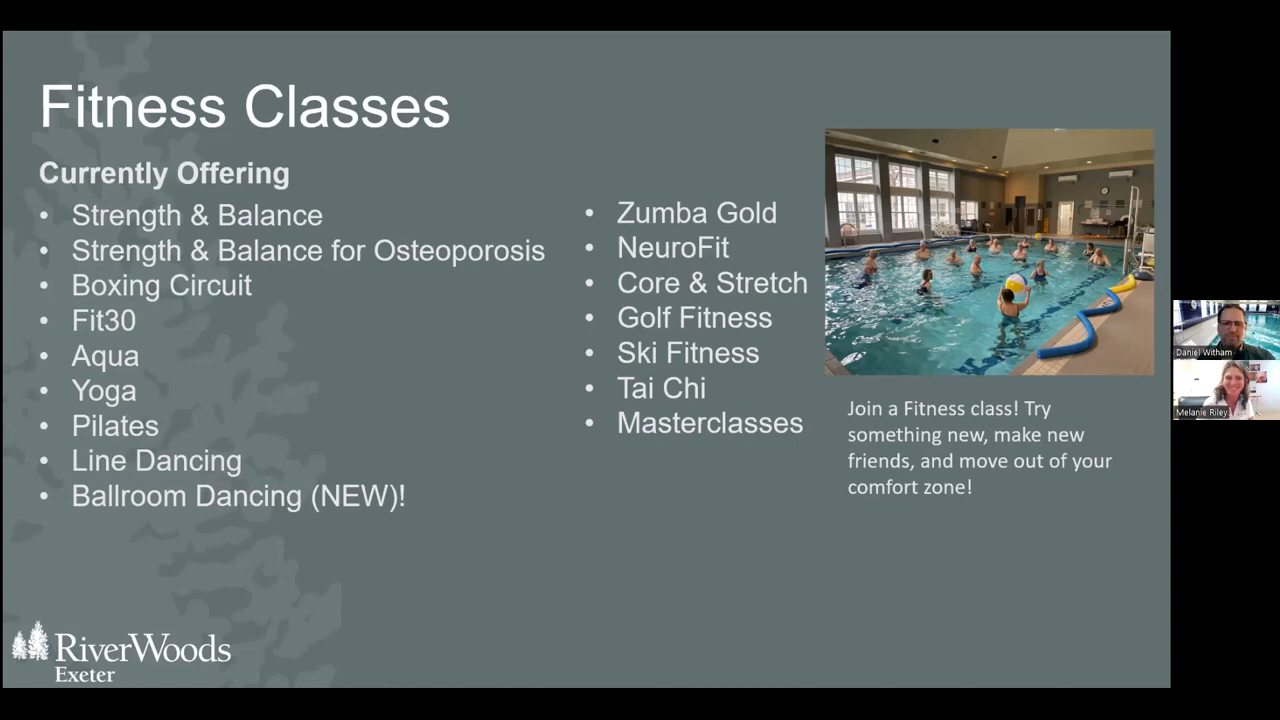 Fitness Classes
Currently Offering
• Strength & Balance
• Strength & Balance for Osteoporosis
• Boxing Circuit
• Fit30
• Aqua
• Yoga
• Pilates
• Line Dancing
• Ballroom Dancing (NEW)!
• Zumba Gold
• NeuroFit
• Core & Stretch
• Golf Fitness
• Ski Fitness
• Tai Chi
• Masterclasses
Join a Fitness class! Try
something new, make new
friends, and move out of your
comfort zone!
RiverWoods
Exeter
Daniel Witham
Melanie Riley